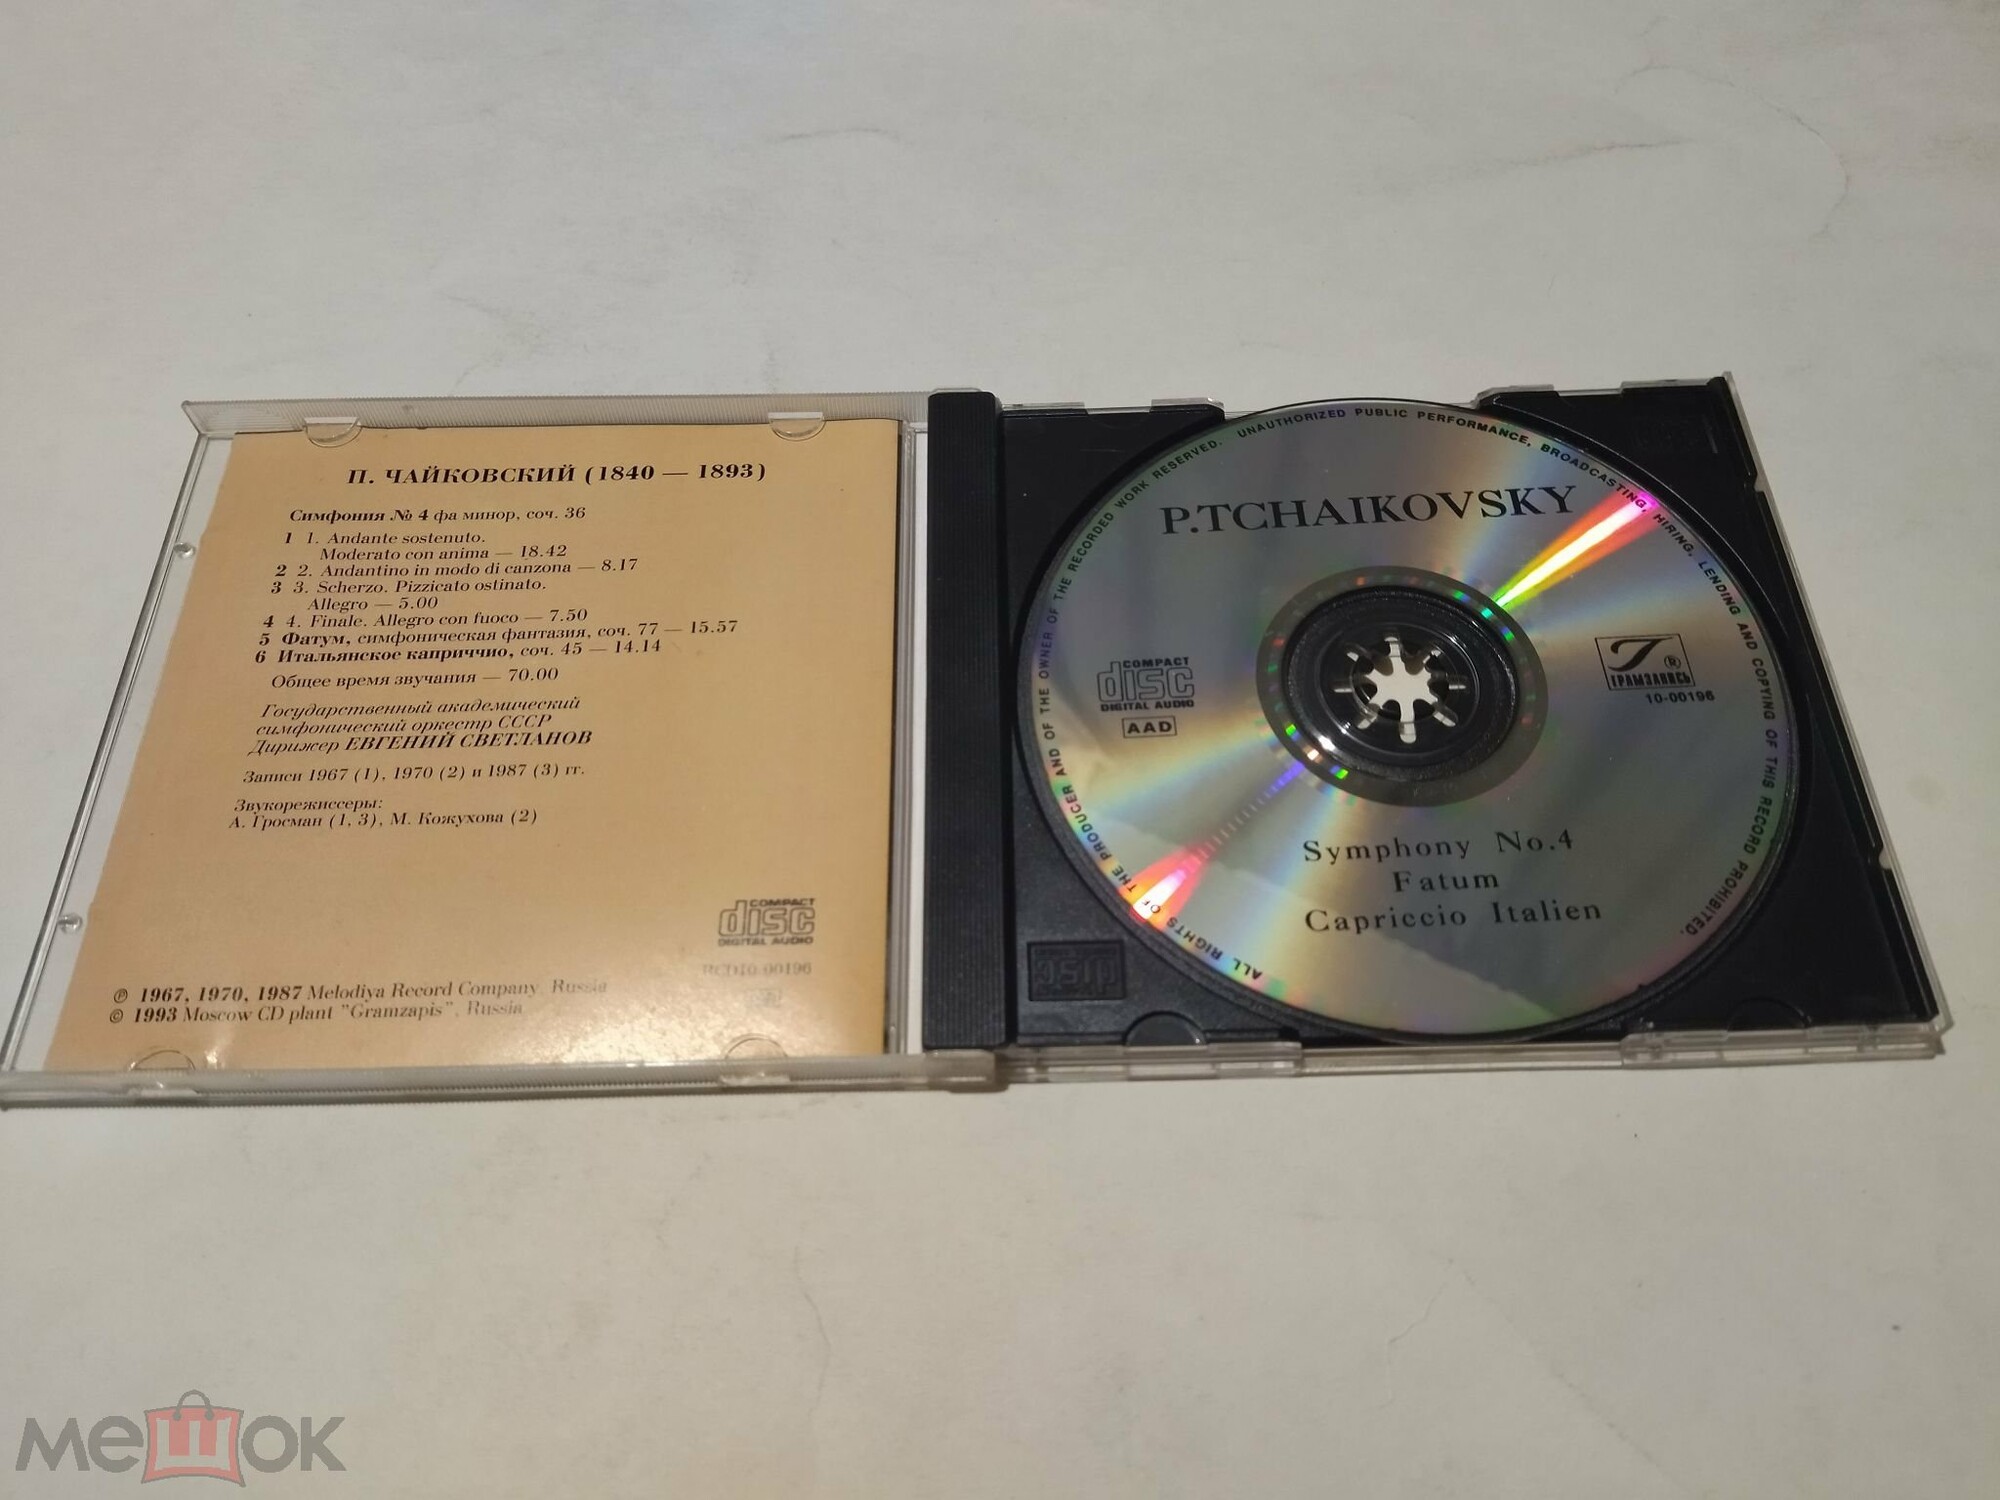 П. ЧАЙКОВСКИЙ (1840 — 1893)
Симфония № 4 фа минор, соч. 36
1 1. Andante sostenuto.
Moderato con anima — 18.42
2 2. Andantino in modo di canzona — 8.17
3 3. Scherzo. Pizzicato ostinato.
Allegro — 5.00
4 4. Finale. Allegro con fuoco — 7.50
5 Фатум, симфоническая фантазия, соч. 77 — 15.57
6 Итальянское каприччио, соч. 45 — 14.14
Общее время звучания — 70.00
Государственный академический
симфонический оркестр СССР
Дирижер ЕВГЕНИЙ СВЕТЛАНОВ
Записи 1967 (1), 1970 (2) и 1987 (3) гг.
Звукорежиссеры:
А. Гросман (1, 3), М. Кожухова (2)
COMPACT
disc
DIGITAL AUDIO
RCD10-00196
℗ 1967, 1970, 1987 Melodiya Record Company, Russia
© 1993 Moscow CD plant "Gramzapis", Russia
ALL RIGHTS OF THE PRODUCER AND OF THE OWNER OF THE RECORDED WORK RESERVED. UNAUTHORIZED PUBLIC PERFORMANCE, BROADCASTING, HIRING, LENDING AND COPYING OF THIS RECORD PROHIBITED.
P.TCHAIKOVSKY
COMPACT
disc
DIGITAL AUDIO
AAD
ГРАМЗАПИСЬ ®
10-00196
Symphony No.4
Fatum
Capriccio Italien
disc
мешок